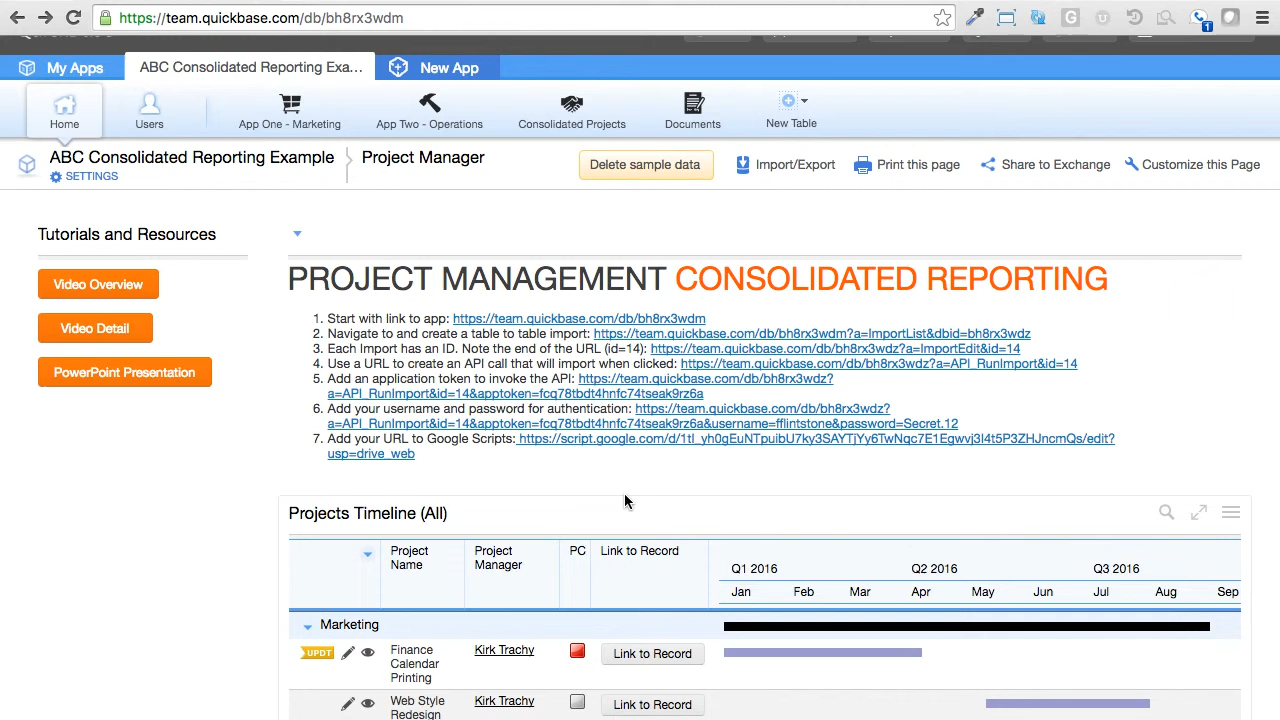 https://team.quickbase.com/db/bh8rx3wdm
1
My Apps
ABC Consolidated Reporting Exa...
New App
Home
Users
App One - Marketing
App Two - Operations
Consolidated Projects
Documents
New Table
ABC Consolidated Reporting Example
Project Manager
SETTINGS
Delete sample data
Import/Export
Print this page
Share to Exchange
Customize this Page
Tutorials and Resources
Video Overview
Video Detail
PowerPoint Presentation
PROJECT MANAGEMENT CONSOLIDATED REPORTING
1. Start with link to app: https://team.quickbase.com/db/bh8rx3wdm
2. Navigate to and create a table to table import: https://team.quickbase.com/db/bh8rx3wdm?a=ImportList&dbid=bh8rx3wdz
3. Each Import has an ID. Note the end of the URL (id=14): https://team.quickbase.com/db/bh8rx3wdz?a=ImportEdit&id=14
4. Use a URL to create an API call that will import when clicked: https://team.quickbase.com/db/bh8rx3wdz?a=API_RunImport&id=14
5. Add an application token to invoke the API: https://team.quickbase.com/db/bh8rx3wdz?
a=API_RunImport&id=14&apptoken=fcq78tbdt4hnfc74tseak9rz6a
6. Add your username and password for authentication: https://team.quickbase.com/db/bh8rx3wdz?
a=API_RunImport&id=14&apptoken=fcq78tbdt4hnfc74tseak9rz6a&username=fflintstone&password=Secret.12
7. Add your URL to Google Scripts: https://script.google.com/d/1tI_yh0gEuNTpuibU7ky3SAYTjYy6TwNqc7E1Egwvj3I4t5P3ZHJncmQs/edit?
usp=drive_web
Projects Timeline (All)
Project Name
Project Manager
PC
Link to Record
Q1 2016
Q2 2016
Q3 2016
Jan
Feb
Mar
Apr
May
Jun
Jul
Aug
Sep
Marketing
UPDT
Finance
Calendar
Printing
Kirk Trachy
Link to Record
Web Style
Redesign
Kirk Trachy
Link to Record